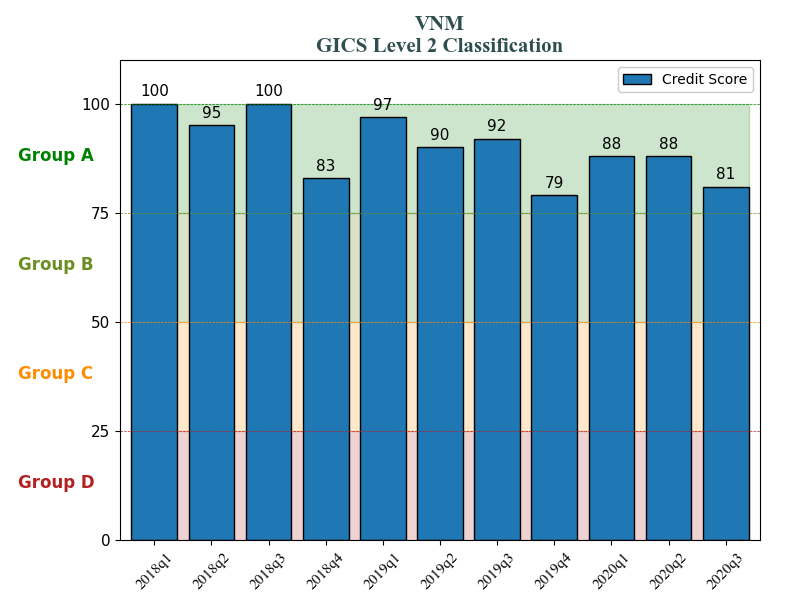 VNM
GICS Level 2 Classification
Credit Score
100
95
100
83
97
90
92
79
88
88
81
100
Group A
75
Group B
50
Group C
25
Group D
0
2018q1
2018q2
2018q3
2018q4
2019q1
2019q2
2019q3
2019q4
2020q1
2020q2
2020q3